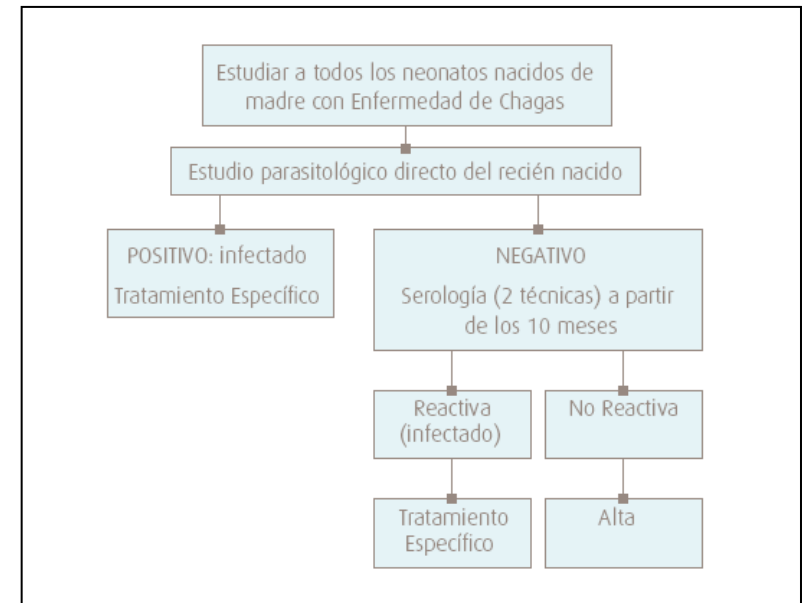 Estudiar a todos los neonatos nacidos de
madre con Enfermedad de Chagas
Estudio parasitológico directo del recién nacido
POSITIVO: infectado
Tratamiento Específico
NEGATIVO
Serología (2 técnicas) a partir
de los 10 meses
Reactiva
(infectado)
No Reactiva
Tratamiento
Específico
Alta